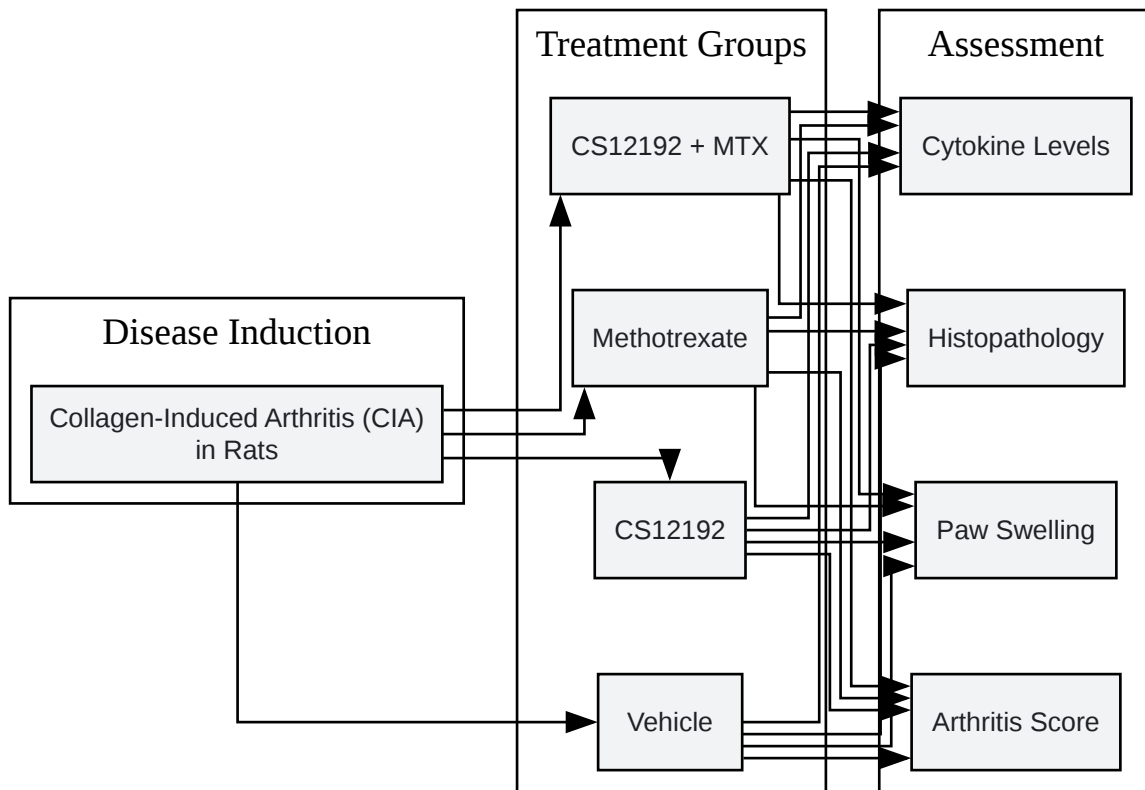 Disease Induction
Collagen-Induced Arthritis (CIA)
in Rats
Treatment Groups
CS12192 + MTX
Methotrexate
CS12192
Vehicle
Assessment
Cytokine Levels
Histopathology
Paw Swelling
Arthritis Score